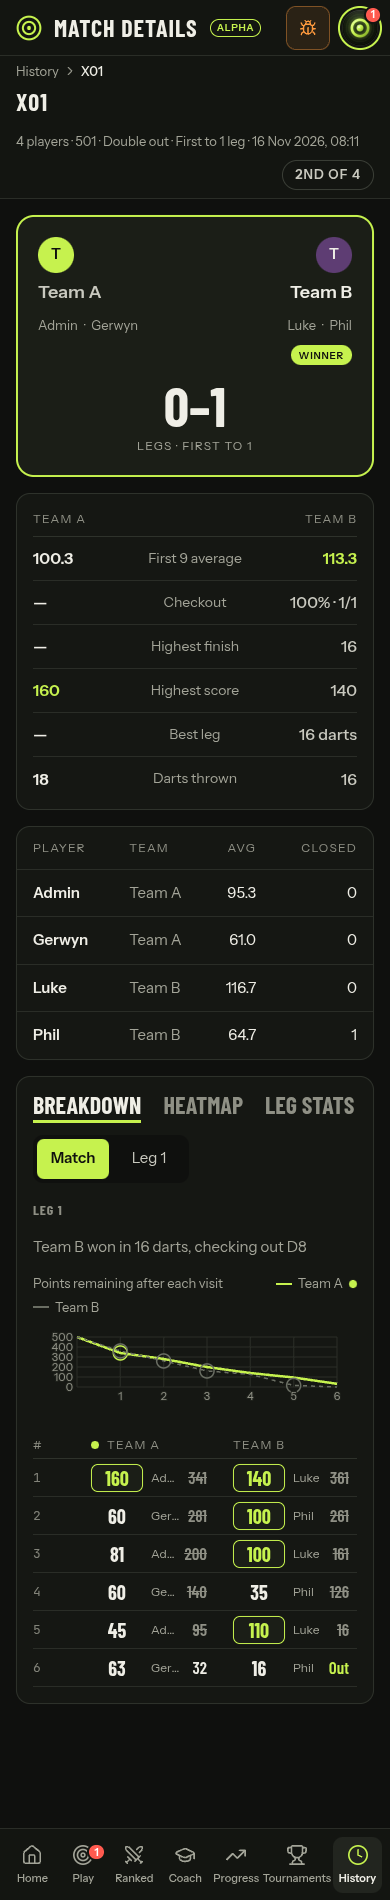 MATCH DETAILS ALPHA 1
History > X01
X01
4 players · 501 · Double out · First to 1 leg · 16 Nov 2026, 08:11
2ND OF 4
T T
Team A Team B
Admin · Gerwyn Luke · Phil
WINNER
0–1
LEGS · FIRST TO 1
TEAM A TEAM B
100.3 First 9 average 113.3
— Checkout 100% · 1/1
— Highest finish 16
160 Highest score 140
— Best leg 16 darts
18 Darts thrown 16
PLAYER TEAM AVG CLOSED
Admin Team A 95.3 0
Gerwyn Team A 61.0 0
Luke Team B 116.7 0
Phil Team B 64.7 1
BREAKDOWN HEATMAP LEG STATS
Match Leg 1
LEG 1
Team B won in 16 darts, checking out D8
Points remaining after each visit Team A
Team B
500
400
300
200
100
0
1 2 3 4 5 6
# TEAM A TEAM B
1 160 Ad... 341 140 Luke 361
2 60 Ger... 281 100 Phil 261
3 81 Ad... 200 100 Luke 161
4 60 Ge... 140 35 Phil 126
5 45 Ad... 95 110 Luke 16
6 63 Ger... 32 16 Phil Out
1
Home Play Ranked Coach Progress Tournaments History